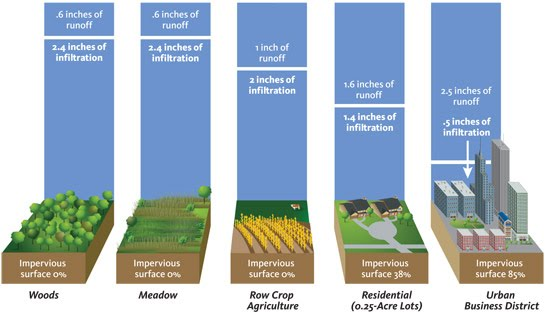 .6 inches of
runoff
2.4 inches of
infiltration
Impervious
surface 0%
Woods
.6 inches of
runoff
2.4 inches of
infiltration
Impervious
surface 0%
Meadow
1 inch of
runoff
2 inches of
infiltration
Impervious
surface 0%
Row Crop
Agriculture
1.6 inches of
runoff
1.4 inches of
infiltration
Impervious
surface 38%
Residential
(0.25-Acre Lots)
2.5 inches of
runoff
.5 inches of
infiltration
Impervious
surface 85%
Urban
Business District